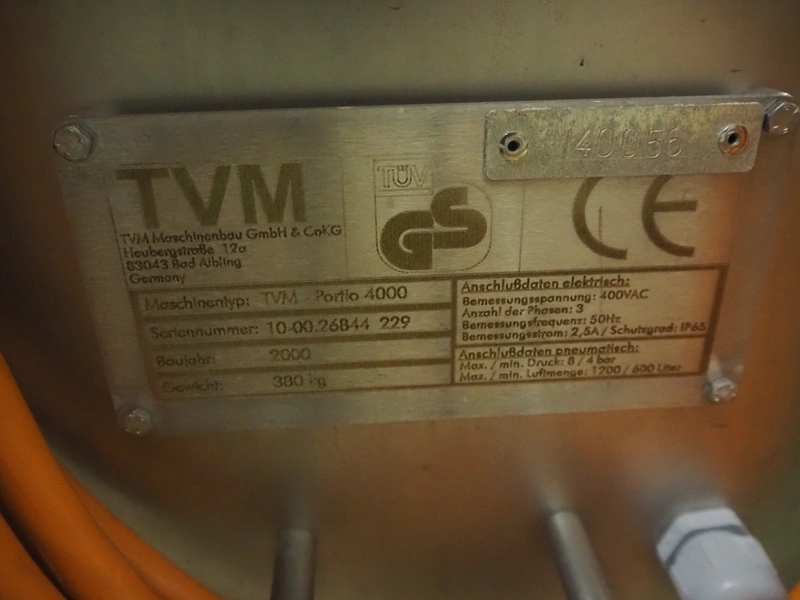 140056
TVM
TÜV
GS
CE
TVM Maschinenbau GmbH & CoKG
Heubergstraße 12a
83043 Bad Aibling
Germany
Maschinentyp: TVM - Portio 4000
Seriennummer: 10-00.26844 229
Baujahr: 2000
Gewicht: 380 kg
Anschlußdaten elektrisch:
Bemessungsspannung: 400VAC
Anzahl der Phasen: 3
Bemessungsfrequenz: 50Hz
Bemessungsstrom: 2,5A / Schutzgrad: IP65
Anschlußdaten pneumatisch:
Max. / min. Druck: 8 / 4 bar
Max. / min. Luftmenge: 1200 / 600 Liter